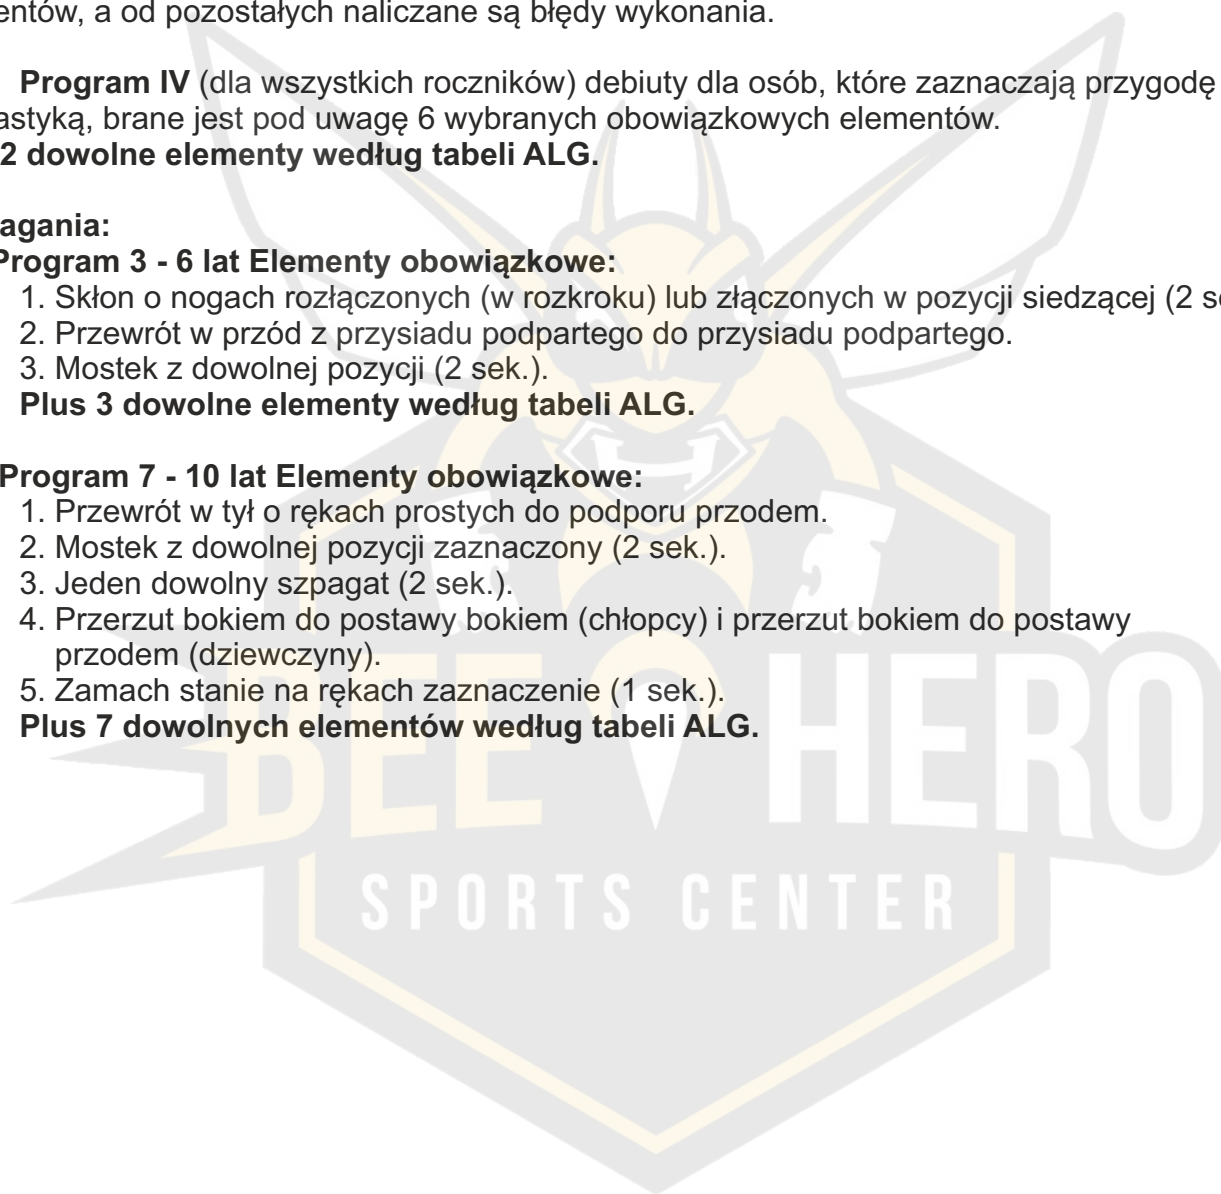 entów, a od pozostałych naliczane są błędy wykonania.
Program IV (dla wszystkich roczników) debiuty dla osób, które zaznaczają przygodę
astyką, brane jest pod uwagę 6 wybranych obowiązkowych elementów.
2 dowolne elementy według tabeli ALG.
agania:
Program 3 - 6 lat Elementy obowiązkowe:
1. Skłon o nogach rozłączonych (w rozkroku) lub złączonych w pozycji siedzącej (2 se
2. Przewrót w przód z przysiadu podpartego do przysiadu podpartego.
3. Mostek z dowolnej pozycji (2 sek.).
Plus 3 dowolne elementy według tabeli ALG.
Program 7 - 10 lat Elementy obowiązkowe:
1. Przewrót w tył o rękach prostych do podporu przodem.
2. Mostek z dowolnej pozycji zaznaczony (2 sek.).
3. Jeden dowolny szpagat (2 sek.).
4. Przerzut bokiem do postawy bokiem (chłopcy) i przerzut bokiem do postawy
przodem (dziewczyny).
5. Zamach stanie na rękach zaznaczenie (1 sek.).
Plus 7 dowolnych elementów według tabeli ALG.
BEE HERO
SPORTS CENTER